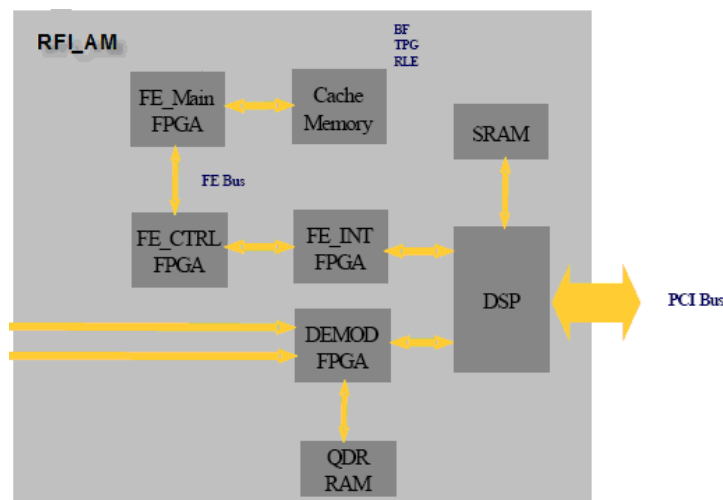 RFI_AM
BF
TPG
RLE
FE_Main
FPGA
Cache
Memory
SRAM
FE Bus
FE_CTRL
FPGA
FE_INT
FPGA
DSP
PCI Bus
DEMOD
FPGA
QDR
RAM